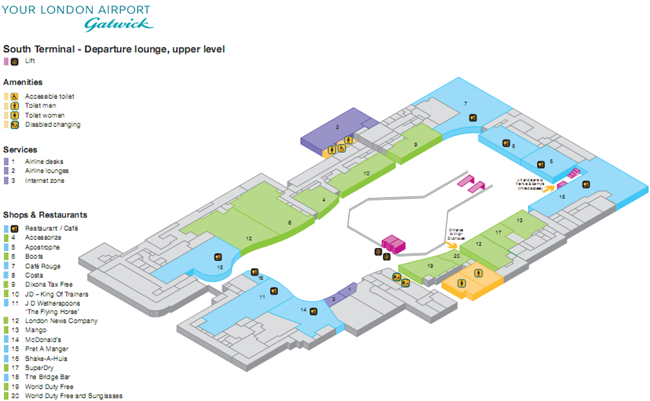 YOUR LONDON AIRPORT
Gatwick
South Terminal - Departure lounge, upper level
Lift
Amenities
Accessible toilet
Toilet men
Toilet women
Disabled changing
Services
1 Airline desks
2 Airline lounges
3 Internet zone
Shops & Restaurants
Restaurant / Café
4 Accessorize
5 Apostrophe
6 Boots
7 Café Rouge
8 Costa
9 Dixons Tax Free
10 JD – King Of Trainers
11 J D Wetherspoons
'The Flying Horse'
12 London News Company
13 Mango
14 McDonald's
15 Pret A Manger
16 Shake-A-Hula
17 SuperDry
18 The Bridge Bar
19 World Duty Free
20 World Duty Free and Sunglasses
7
2
9
8
5
10
18
4
13
6
17
12
12
15
20
19
16
11
1
3
14